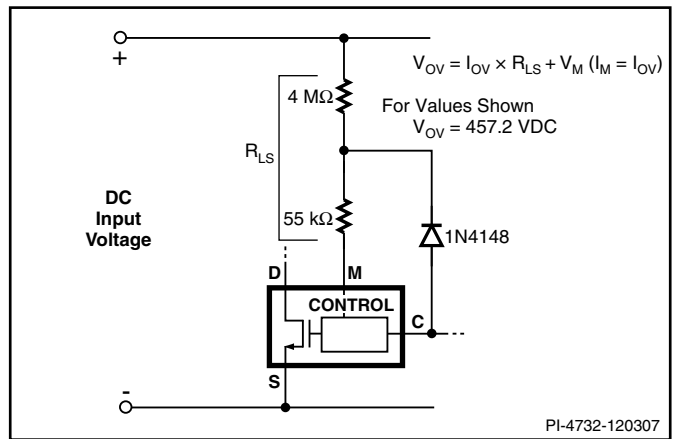 +
V_OV = I_OV × R_LS + V_M (I_M = I_OV)
4 MΩ
For Values Shown
V_OV = 457.2 VDC
R_LS
DC
Input
Voltage
55 kΩ
1N4148
D
M
CONTROL
C
S
-
PI-4732-120307